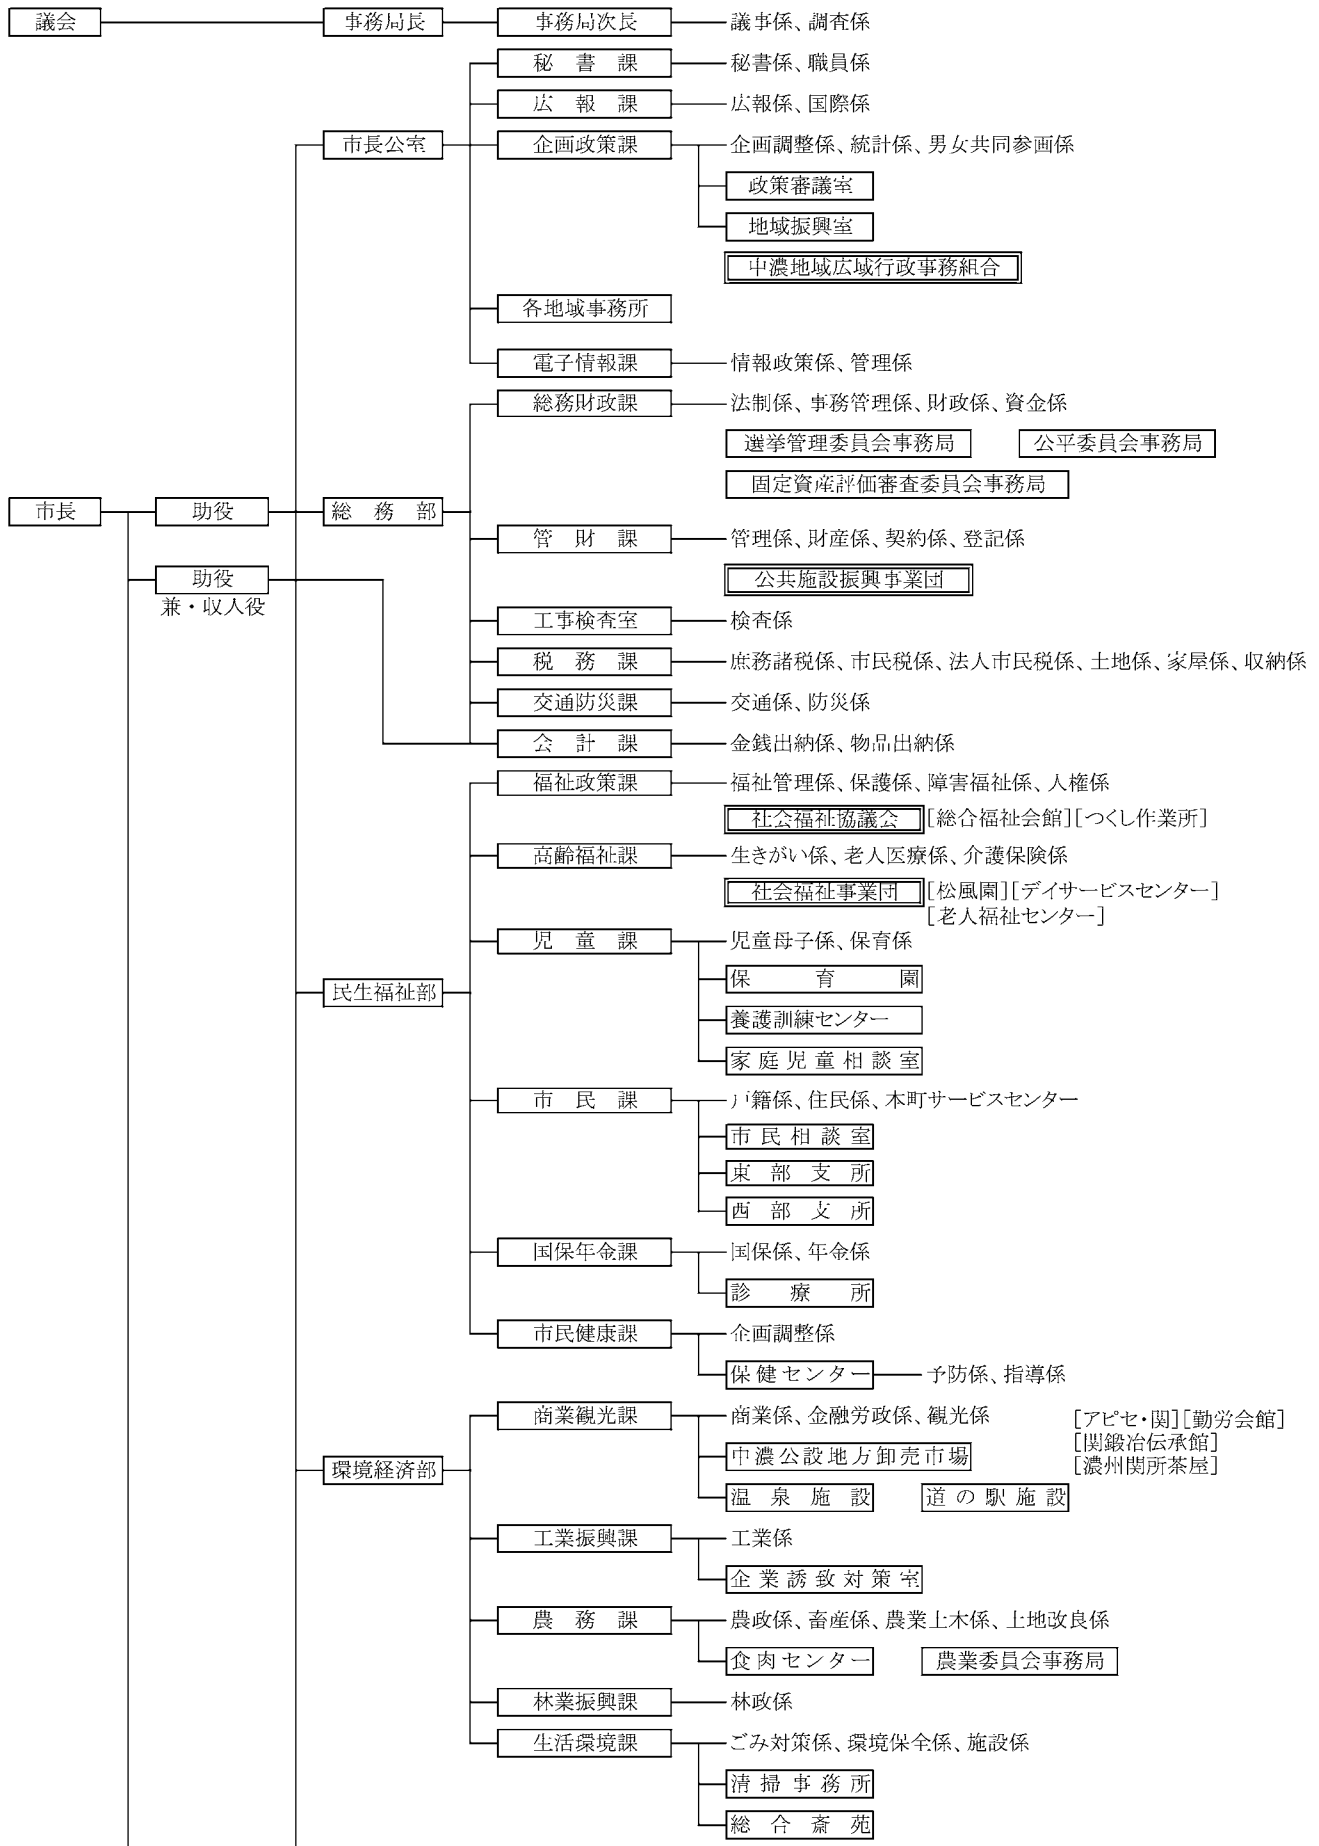 議会 事務局長 事務局次長 議事係、調査係
秘書課 秘書係、職員係
広報課 広報係、国際係
市長公室 企画政策課 企画調整係、統計係、男女共同参画係
政策審議室
地域振興室
中濃地域広域行政事務組合
各地域事務所
電子情報課 情報政策係、管理係
総務財政課 法制係、事務管理係、財政係、資金係
選挙管理委員会事務局 公平委員会事務局
固定資産評価審査委員会事務局
市長 助役 総務部
管財課 管理係、財産係、契約係、登記係
助役 公共施設振興事業団
兼・収入役
工事検査室 検査係
税務課 庶務諸税係、市民税係、法人市民税係、土地係、家屋係、収納係
交通防災課 交通係、防災係
会計課 金銭出納係、物品出納係
福祉政策課 福祉管理係、保護係、障害福祉係、人権係
社会福祉協議会 [総合福祉会館][つくし作業所]
高齢福祉課 生きがい係、老人医療係、介護保険係
社会福祉事業団 [松風園][デイサービスセンター]
[老人福祉センター]
児童課 児童母子係、保育係
保育園
民生福祉部
養護訓練センター
家庭児童相談室
市民課 戸籍係、住民係、本町サービスセンター
市民相談室
東部支所
西部支所
国保年金課 国保係、年金係
診療所
市民健康課 企画調整係
保健センター 予防係、指導係
商業観光課 商業係、金融労政係、観光係 [アピセ・関][勤労会館]
[関鍛冶伝承館]
中濃公設地方卸売市場
[濃州関所茶屋]
環境経済部
温泉施設 道の駅施設
工業振興課 工業係
企業誘致対策室
農務課 農政係、畜産係、農業土木係、土地改良係
食肉センター 農業委員会事務局
林業振興課 林政係
生活環境課 ごみ対策係、環境保全係、施設係
清掃事務所
総合斎苑